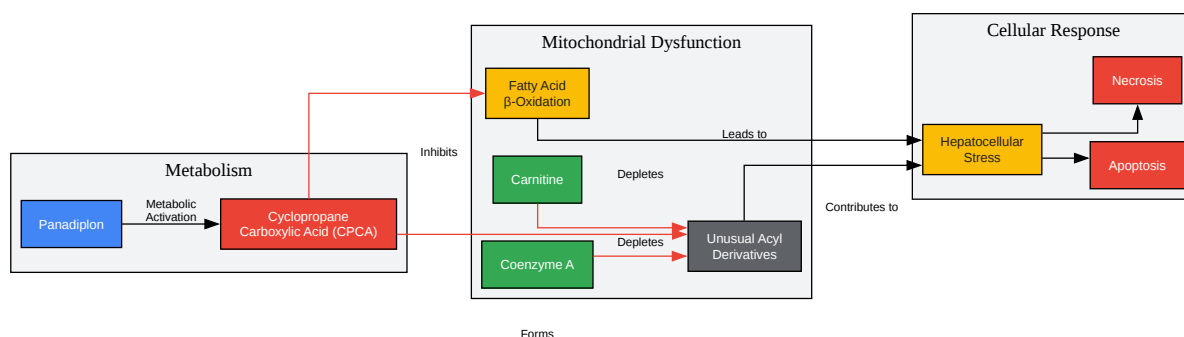 Metabolism
Panadiplon
Metabolic
Activation
Cyclopropane
Carboxylic Acid (CPCA)
Inhibits
Mitochondrial Dysfunction
Fatty Acid
β-Oxidation
Leads to
Carnitine
Depletes
Coenzyme A
Depletes
Unusual Acyl
Derivatives
Contributes to
Forms
Cellular Response
Necrosis
Hepatocellular
Stress
Apoptosis